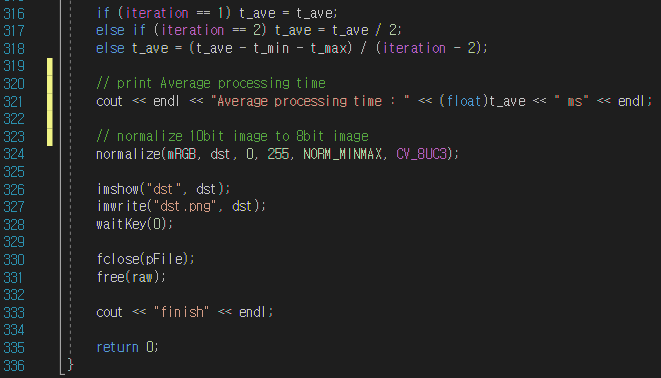 316 if (iteration == 1) t_ave = t_ave;
317 else if (iteration == 2) t_ave = t_ave / 2;
318 else t_ave = (t_ave - t_min - t_max) / (iteration - 2);
319
320 // print Average processing time
321 cout << endl << "Average processing time : " << (float)t_ave << " ms" << endl;
322
323 // normalize 10bit image to 8bit image
324 normalize(mRGB, dst, 0, 255, NORM_MINMAX, CV_8UC3);
325
326 imshow("dst", dst);
327 imwrite("dst.png", dst);
328 waitKey(0);
329
330 fclose(pFile);
331 free(raw);
332
333 cout << "finish" << endl;
334
335 return 0;
336 }